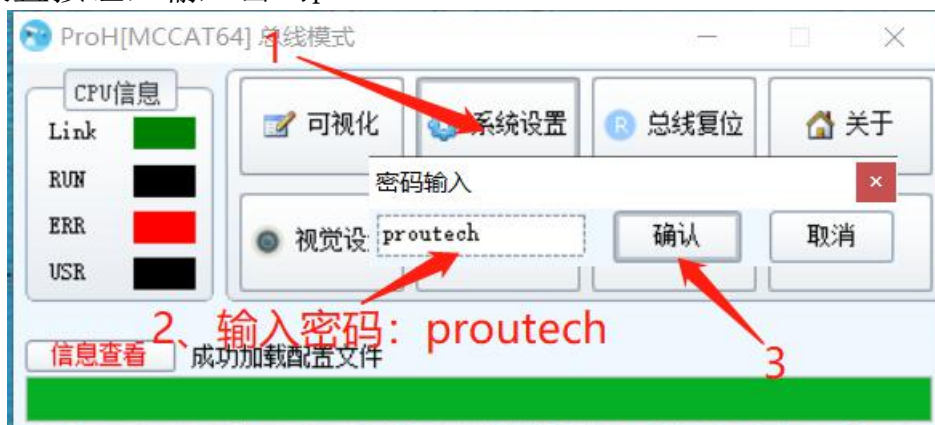 ProH[MCCAT64] 总线模式
1
CPU信息
Link
RUN
ERR
USR
可视化
系统设置
总线复位
关于
密码输入
视觉设
proutech
确认
取消
2、输入密码：proutech
3
信息查看
成功加载配置文件